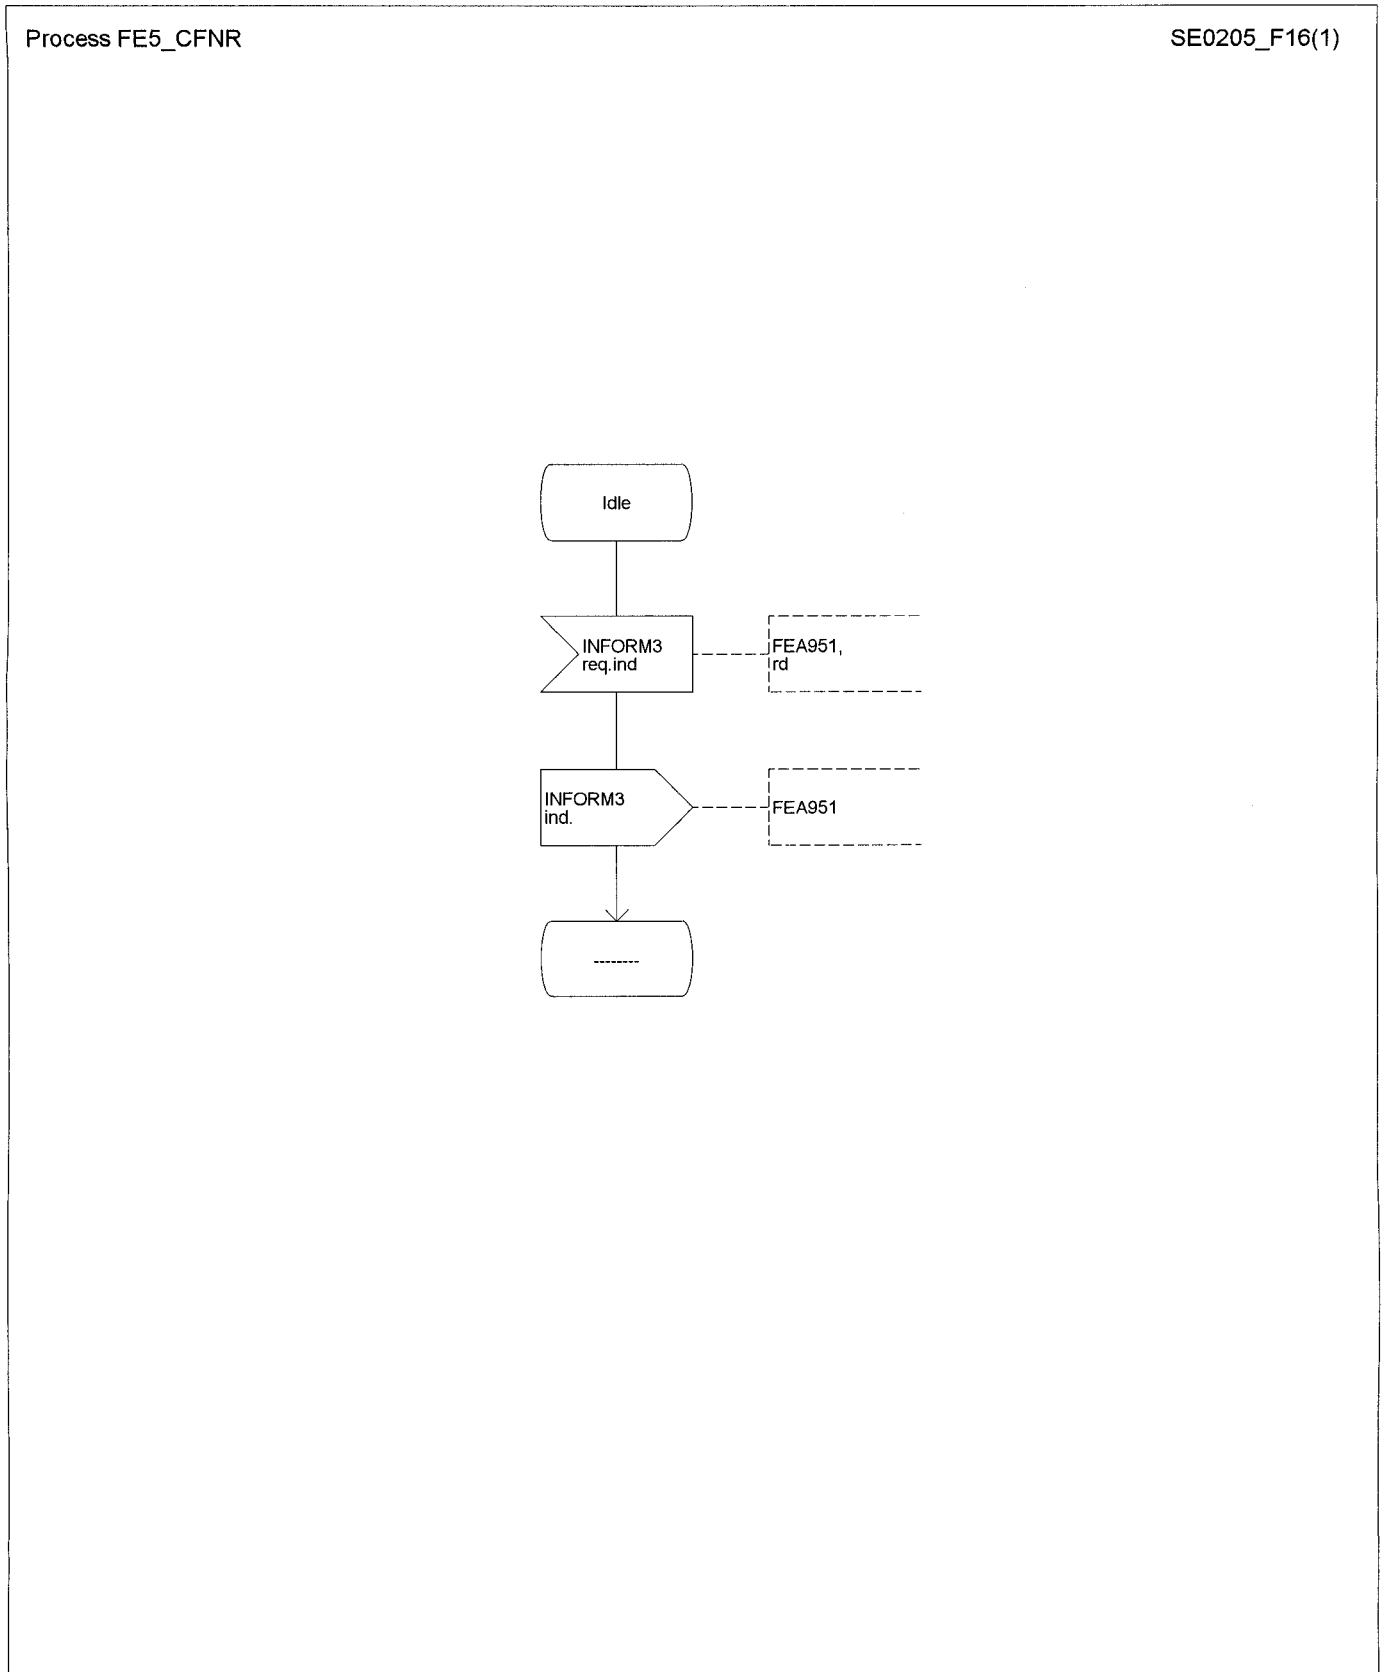 Process FE5_CFNR
SE0205_F16(1)
Idle
INFORM3
req.ind
FEA951,
rd
INFORM3
ind.
FEA951
--------